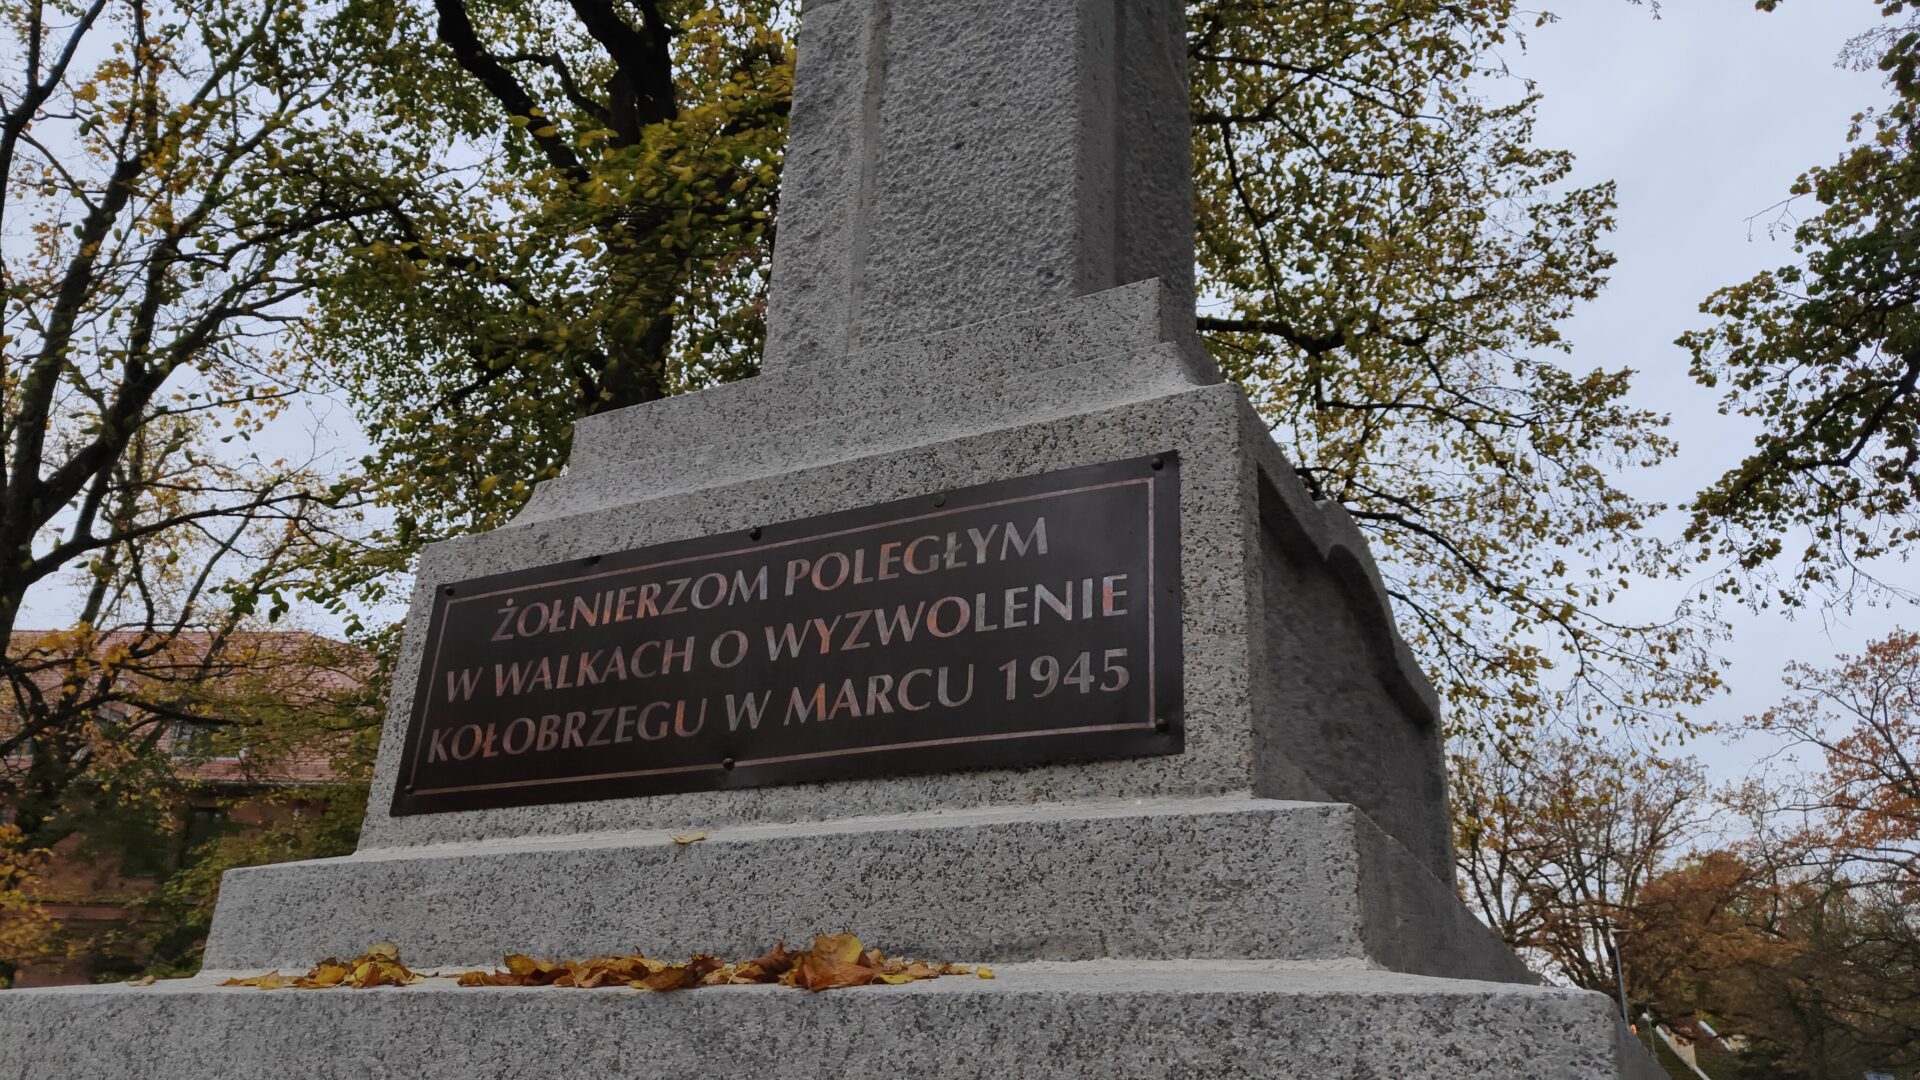 ŻOŁNIERZOM POLEGŁYM
W WALKACH O WYZWOLENIE
KOŁOBRZEGU W MARCU 1945